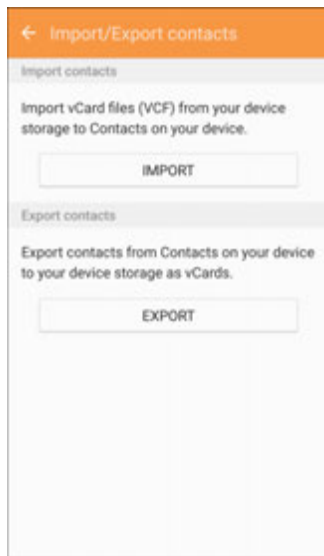 Import/Export contacts
Import contacts
Import vCard files (VCF) from your device
storage to Contacts on your device.
IMPORT
Export contacts
Export contacts from Contacts on your device
to your device storage as vCards.
EXPORT